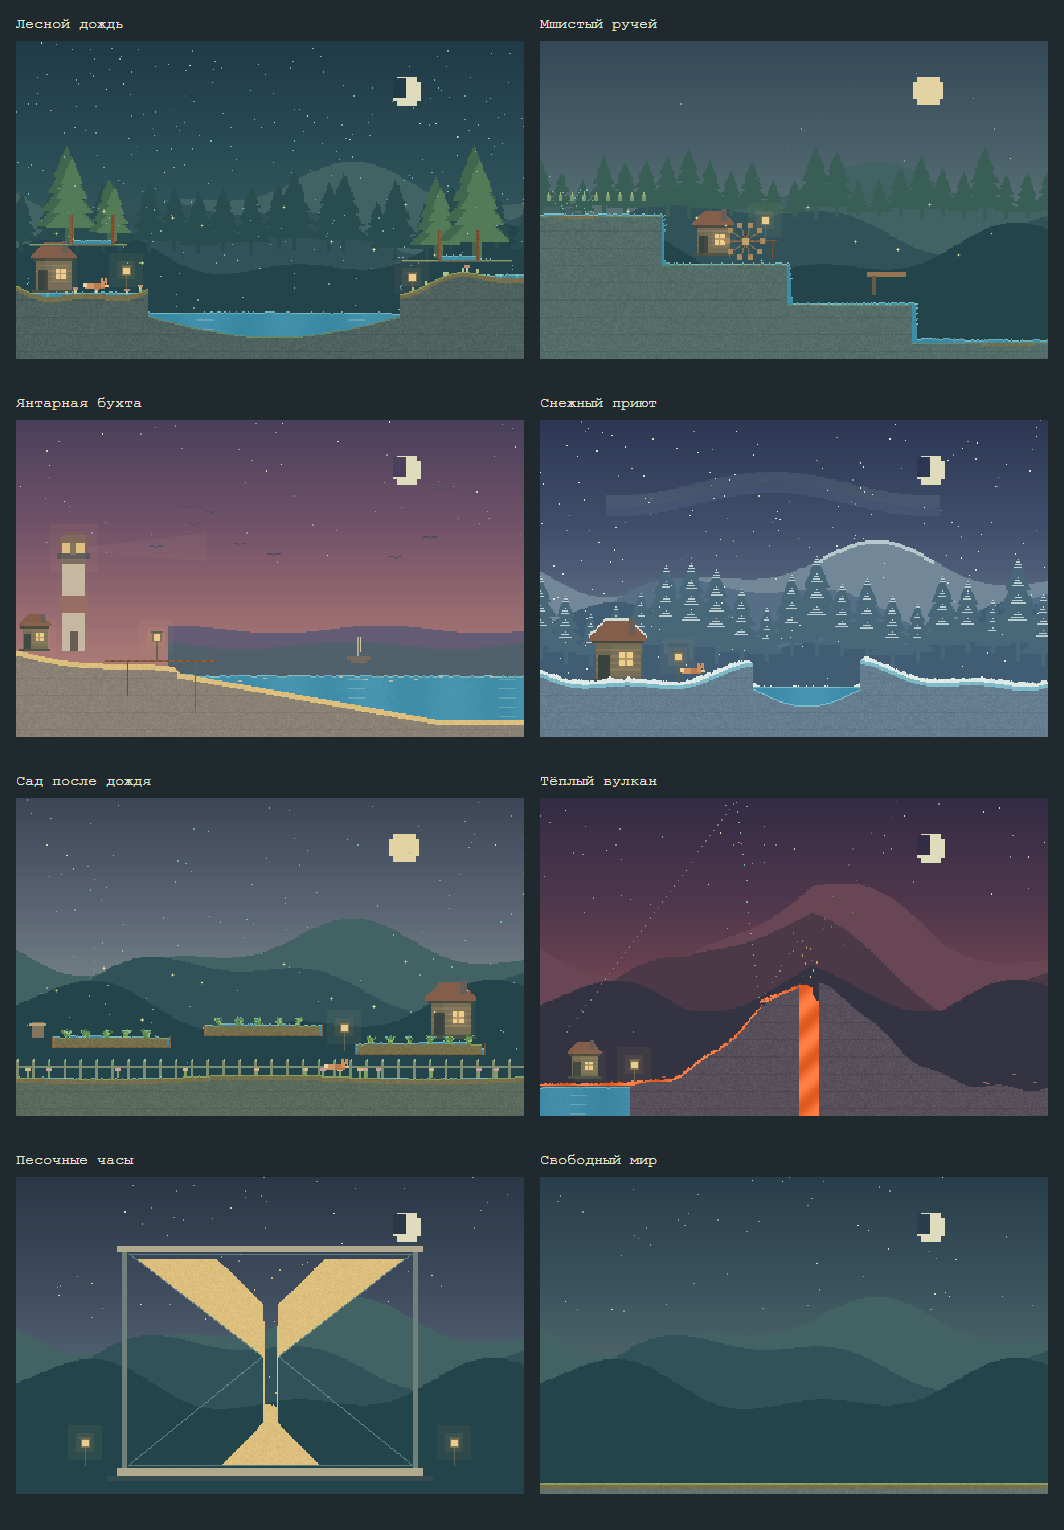 Лесной дождь
Мшистый ручей
Янтарная бухта
Снежный приют
Сад после дождя
Тёплый вулкан
Песочные часы
Свободный мир